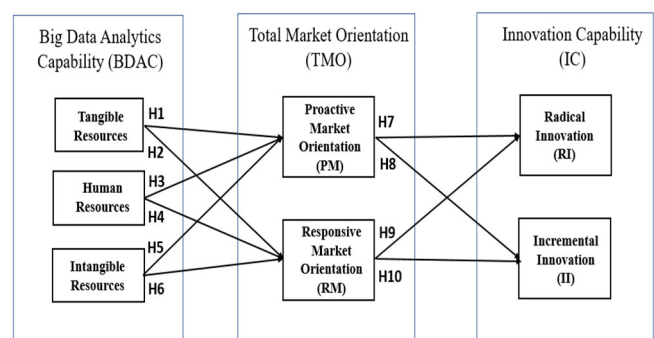 Big Data Analytics
Capability (BDAC)
Tangible
Resources
H1
H2
Human
Resources
H3
H4
Intangible
Resources
H5
H6
Total Market Orientation
(TMO)
Proactive
Market
Orientation
(PM)
H7
H8
Responsive
Market
Orientation
(RM)
H9
H10
Innovation Capability
(IC)
Radical
Innovation
(RI)
Incremental
Innovation
(II)